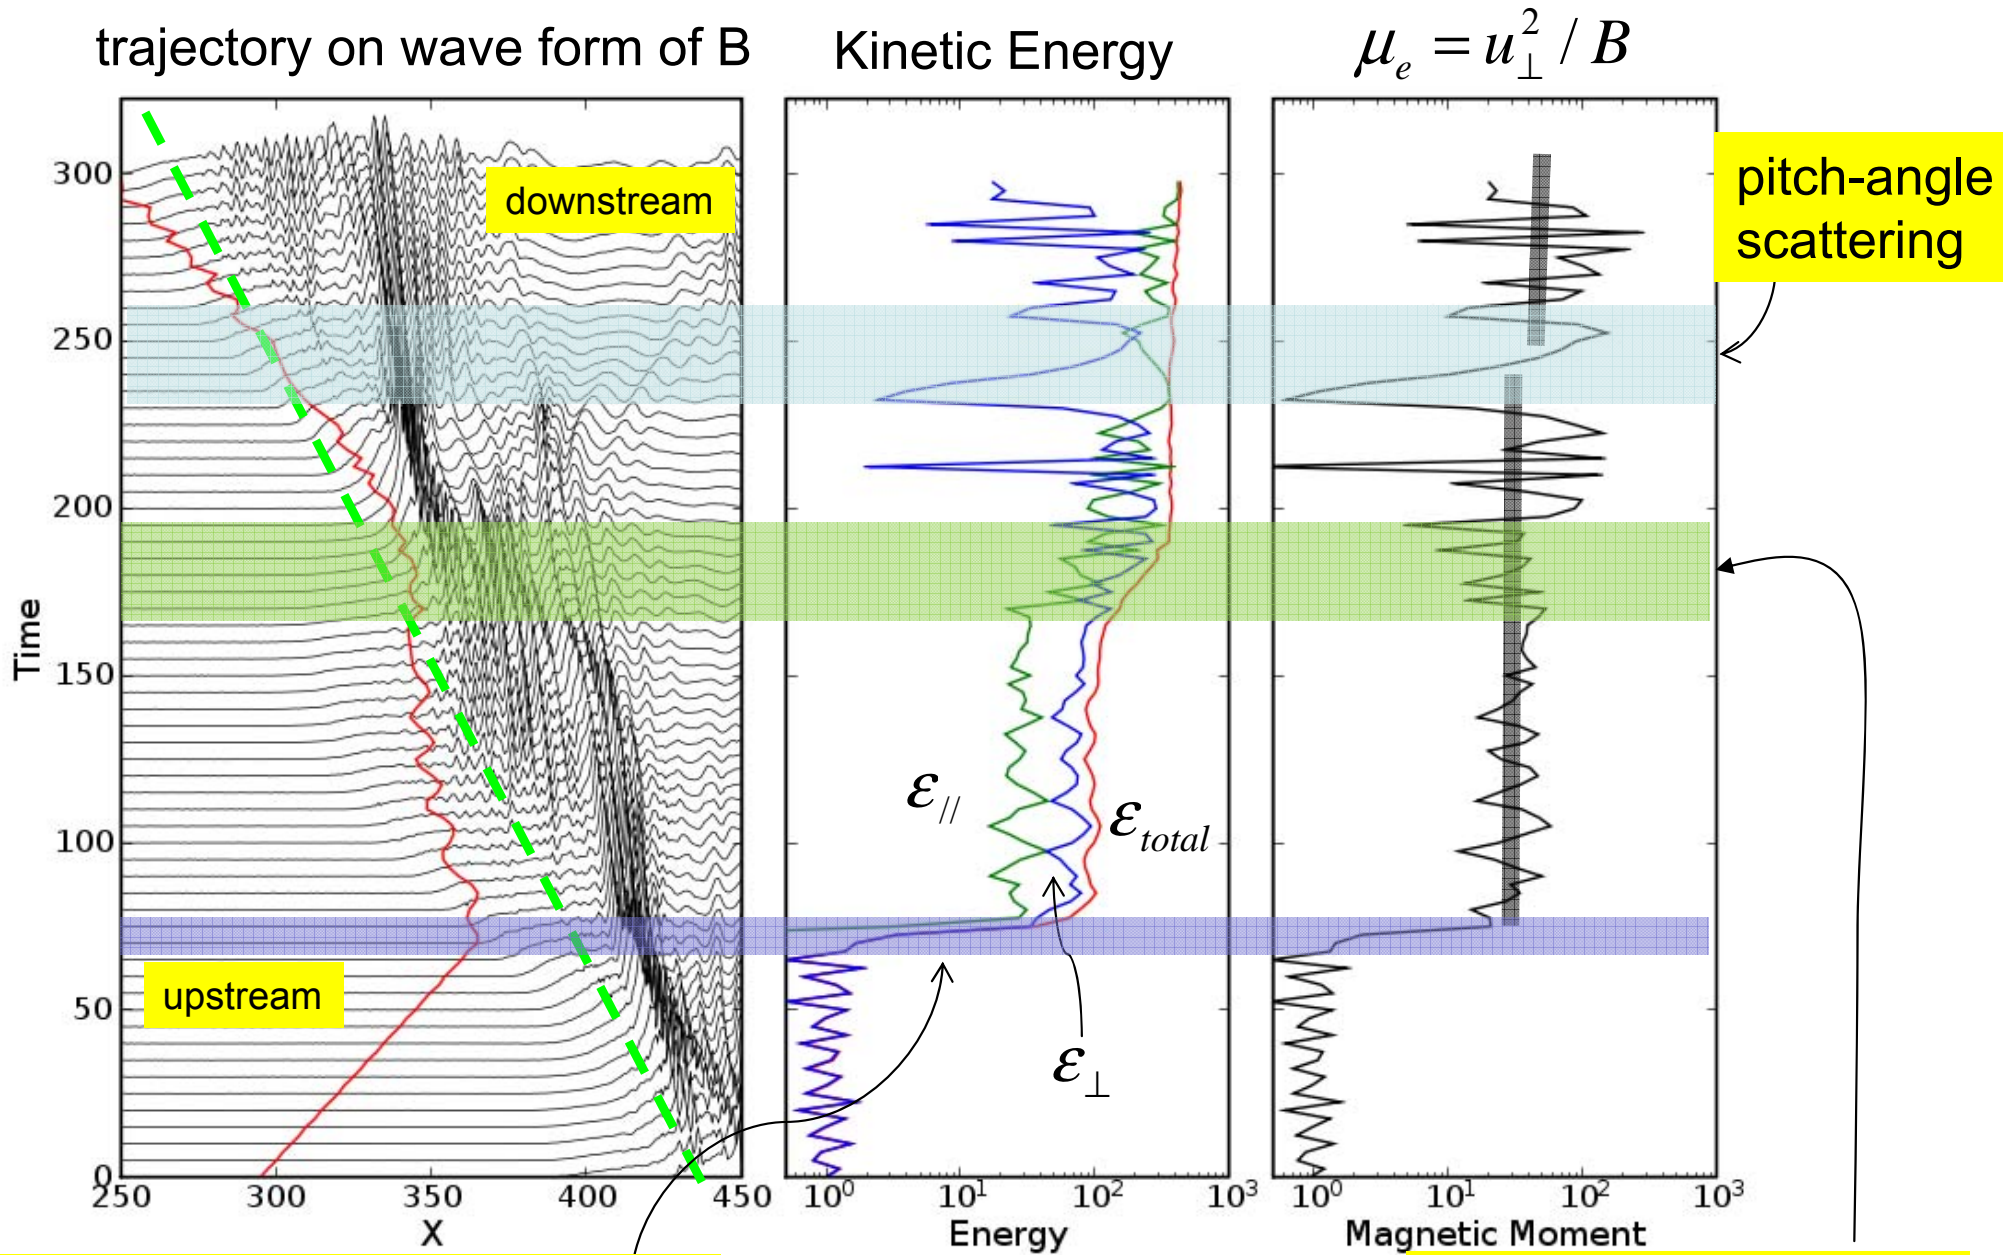 trajectory on wave form of B
Kinetic Energy
μₑ = u⊥² / B
300
250
200
150
100
50
0
Time
downstream
upstream
250 300 350 400 450
X
ε//
εtotal
ε⊥
10⁰ 10¹ 10² 10³
Energy
10⁰ 10¹ 10² 10³
Magnetic Moment
pitch-angle
scattering